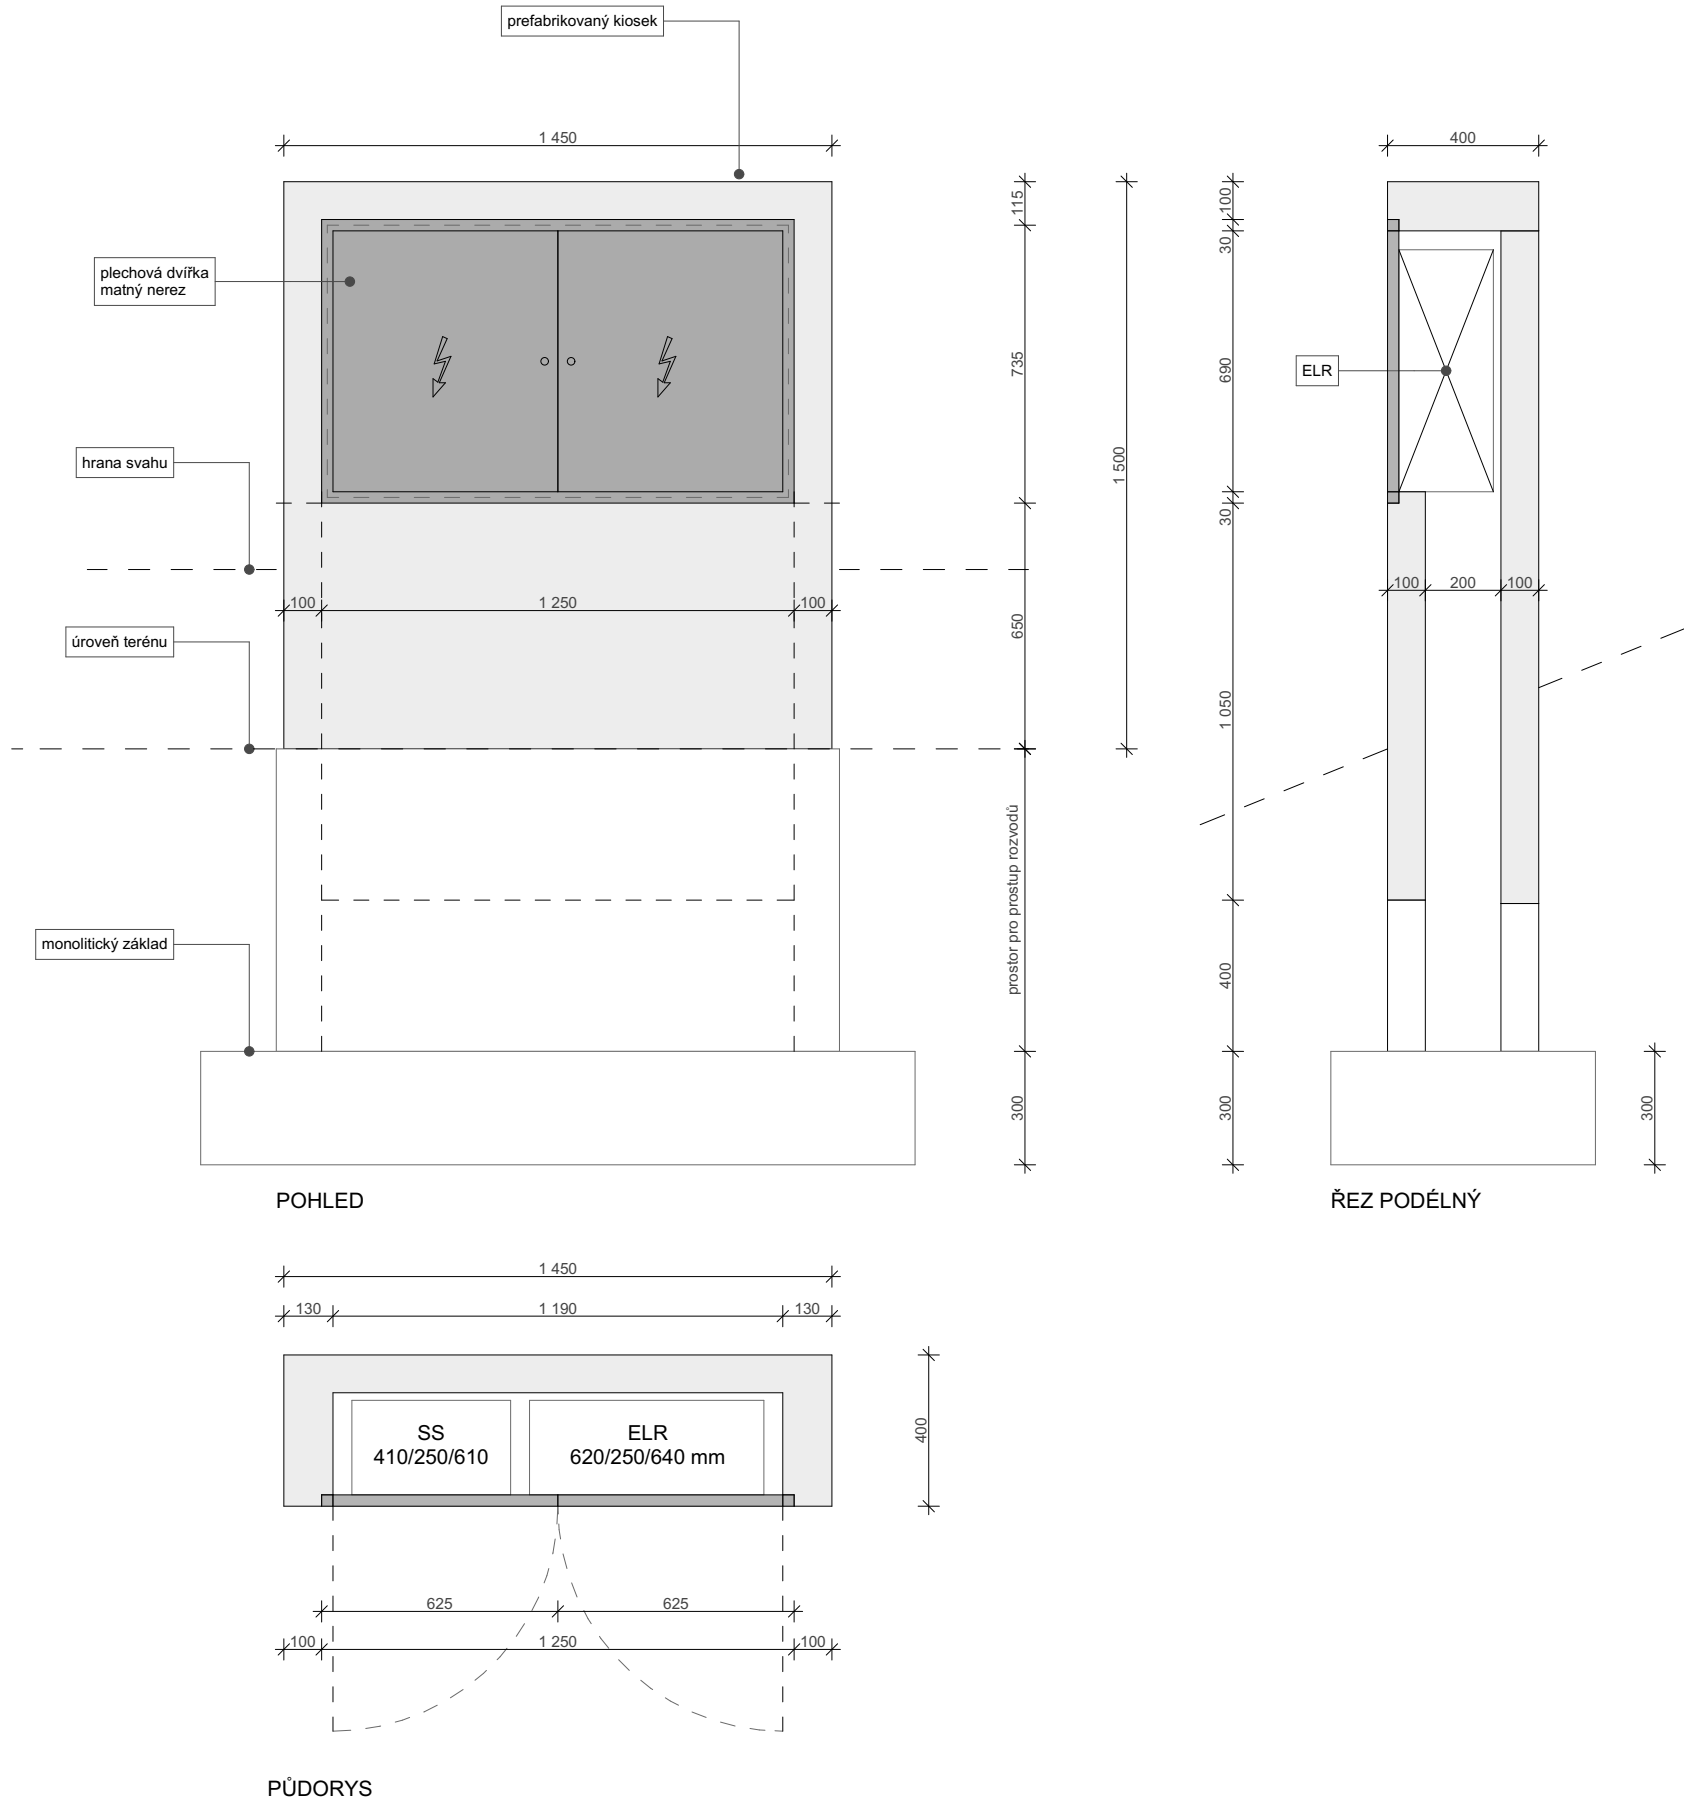 prefabrikovaný kiosek
1 450
400
115
100
30
plechová dvířka
matný nerez
735
690
ELR
hrana svahu
1 500
30
100
1 250
100
100
200
100
650
úroveň terénu
1 050
prostor pro prostup rozvodů
monolitický základ
400
300
300
300
POHLED
ŘEZ PODÉLNÝ
1 450
130
1 190
130
SS
410/250/610
ELR
620/250/640 mm
400
625
625
100
1 250
100
PŮDORYS